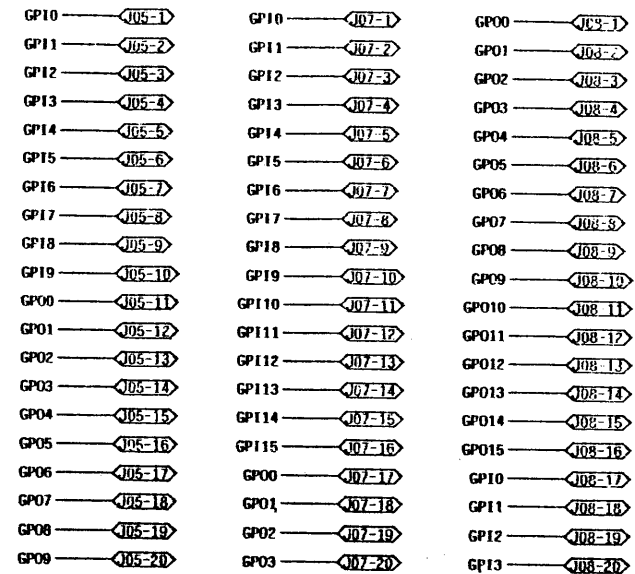 GPI0 J05-1
GPI1 J05-2
GPI2 J05-3
GPI3 J05-4
GPI4 J05-5
GPI5 J05-6
GPI6 J05-7
GPI7 J05-8
GPI8 J05-9
GPI9 J05-10
GPO0 J05-11
GPO1 J05-12
GPO2 J05-13
GPO3 J05-14
GPO4 J05-15
GPO5 J05-16
GPO6 J05-17
GPO7 J05-18
GPO8 J05-19
GPO9 J05-20
GPI0 J07-1
GPI1 J07-2
GPI2 J07-3
GPI3 J07-4
GPI4 J07-5
GPI5 J07-6
GPI6 J07-7
GPI7 J07-8
GPI8 J07-9
GPI9 J07-10
GPI10 J07-11
GPI11 J07-12
GPI12 J07-13
GPI13 J07-14
GPI14 J07-15
GPI15 J07-16
GPO0 J07-17
GPO1 J07-18
GPO2 J07-19
GPO3 J07-20
GPO0 J08-1
GPO1 J08-2
GPO2 J08-3
GPO3 J08-4
GPO4 J08-5
GPO5 J08-6
GPO6 J08-7
GPO7 J08-8
GPO8 J08-9
GPO9 J08-10
GPO10 J08-11
GPO11 J08-12
GPO12 J08-13
GPO13 J08-14
GPO14 J08-15
GPO15 J08-16
GPI0 J08-17
GPI1 J08-18
GPI2 J08-19
GPI3 J08-20